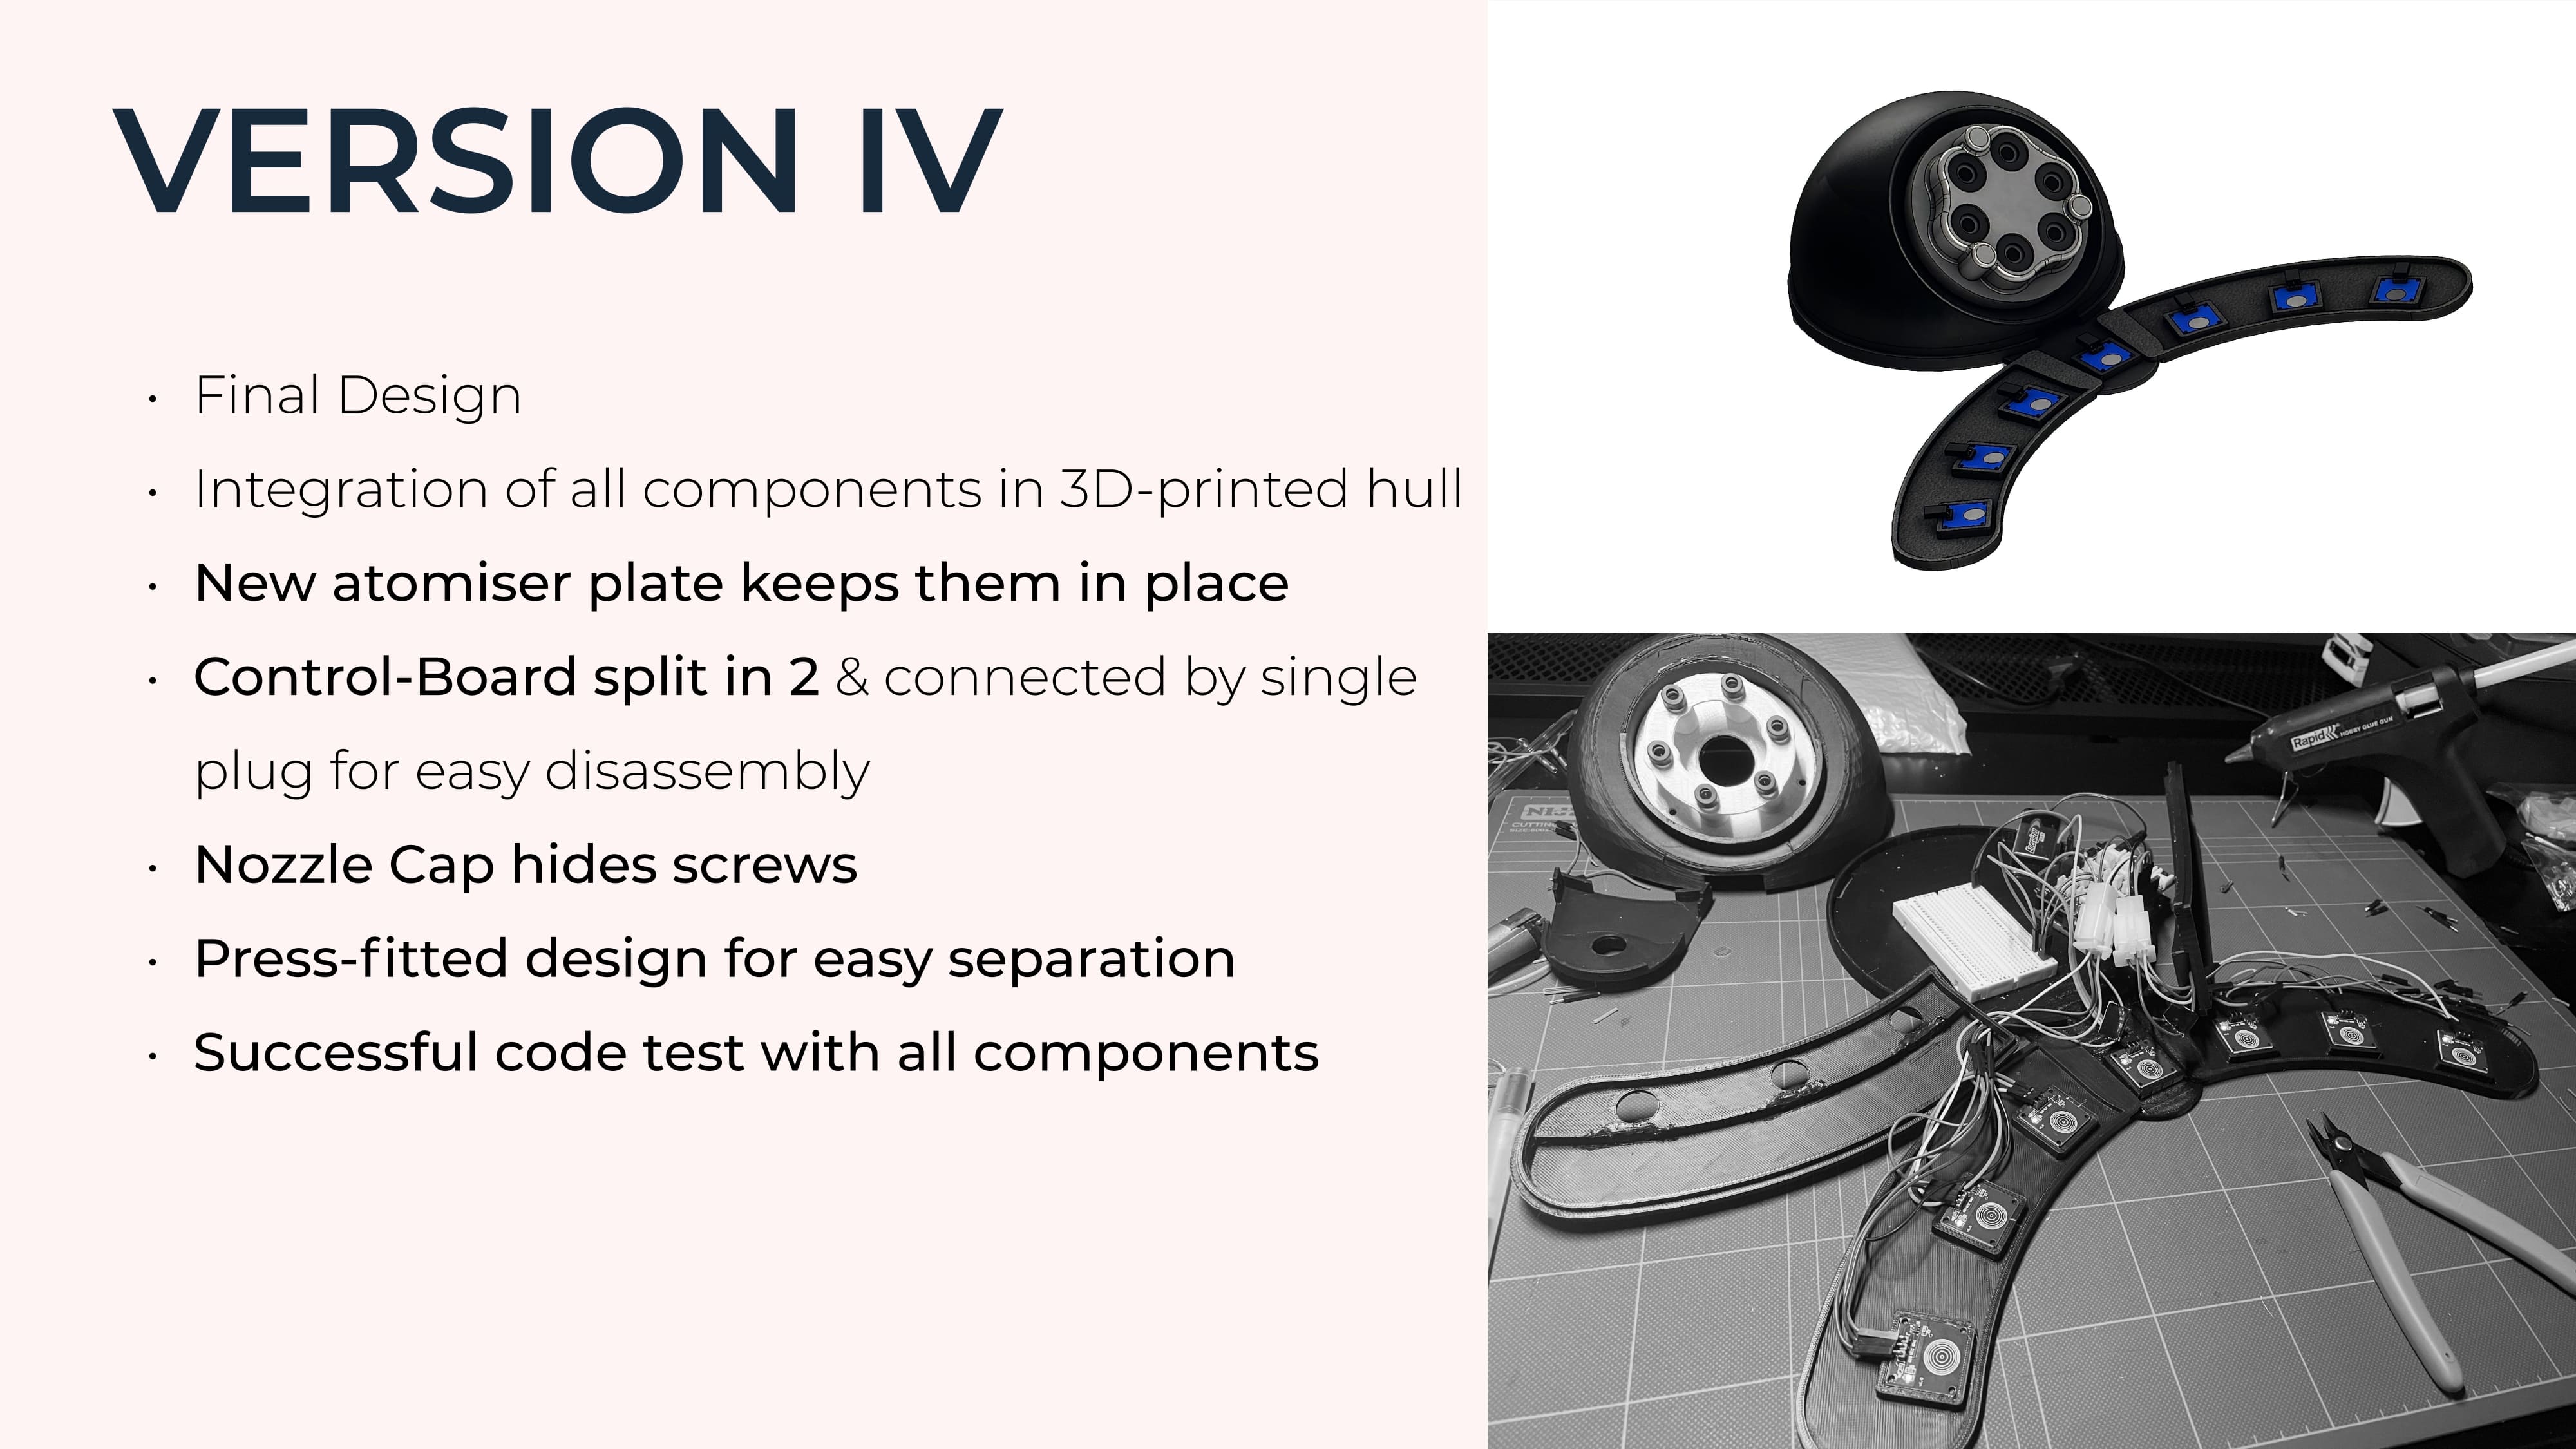 VERSION IV
• Final Design
• Integration of all components in 3D-printed hull
• New atomiser plate keeps them in place
• Control-Board split in 2 & connected by single
plug for easy disassembly
• Nozzle Cap hides screws
• Press-fitted design for easy separation
• Successful code test with all components
Rapid HOBBY GLUE GUN